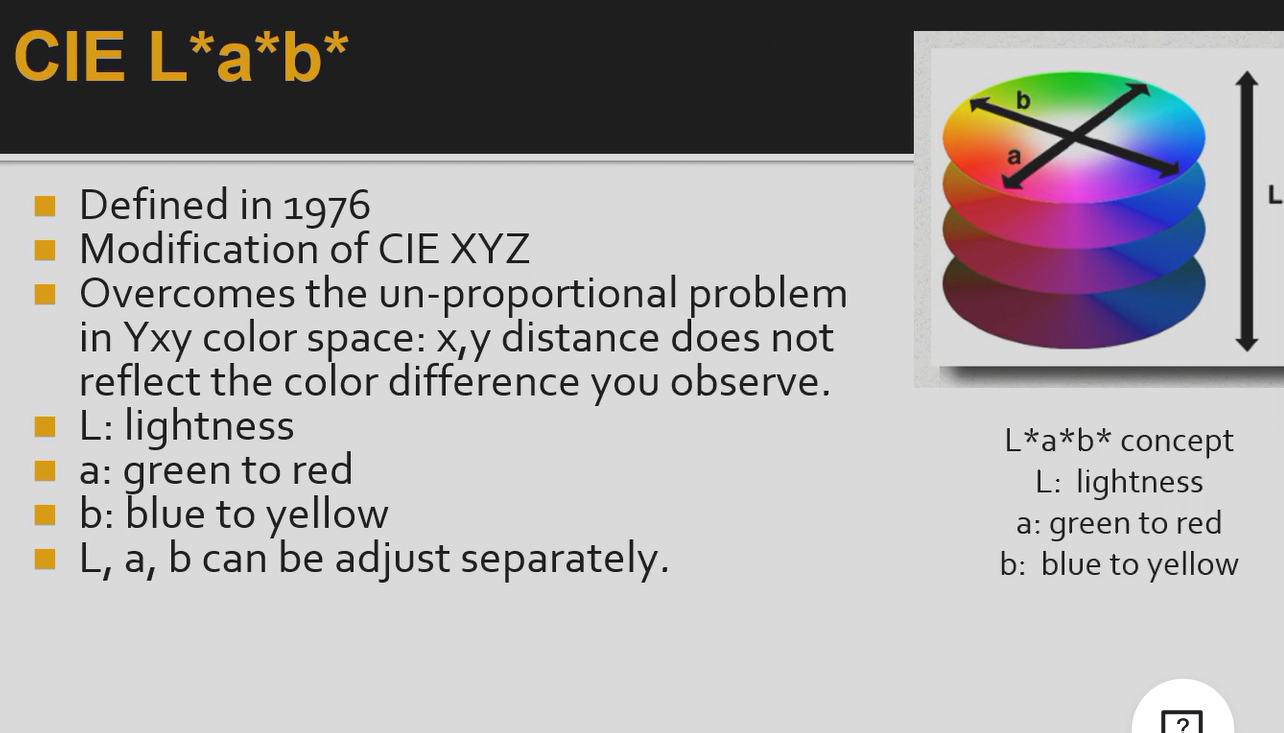 CIE L*a*b*
b
a
L
Defined in 1976
Modification of CIE XYZ
Overcomes the un-proportional problem
in Yxy color space: x,y distance does not
reflect the color difference you observe.
L: lightness
a: green to red
b: blue to yellow
L, a, b can be adjust separately.
L*a*b* concept
L: lightness
a: green to red
b: blue to yellow
?